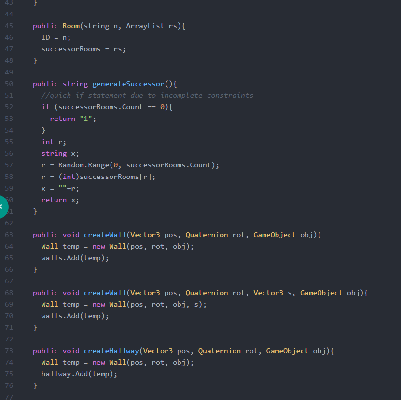 43 }
44
45 public Room(string n, ArrayList rs){
46 ID = n;
47 successorRooms = rs;
48 }
49
50 public string generateSuccessor(){
51 //quick if statement due to incomplete constraints
52 if (successorRooms.Count == 0){
53 return "1";
54 }
55 int r;
56 string x;
57 r = Random.Range(0, successorRooms.Count);
58 r = (int)successorRooms[r];
59 x = ""+r;
60 return x;
61 }
62
63 public void createWall(Vector3 pos, Quaternion rot, GameObject obj){
64 Wall temp = new Wall(pos, rot, obj);
65 walls.Add(temp);
66 }
67
68 public void createWall(Vector3 pos, Quaternion rot, Vector3 s, GameObject obj){
69 Wall temp = new Wall(pos, rot, obj, s);
70 walls.Add(temp);
71 }
72
73 public void createHallway(Vector3 pos, Quaternion rot, GameObject obj){
74 Wall temp = new Wall(pos, rot, obj);
75 hallway.Add(temp);
76 }
77